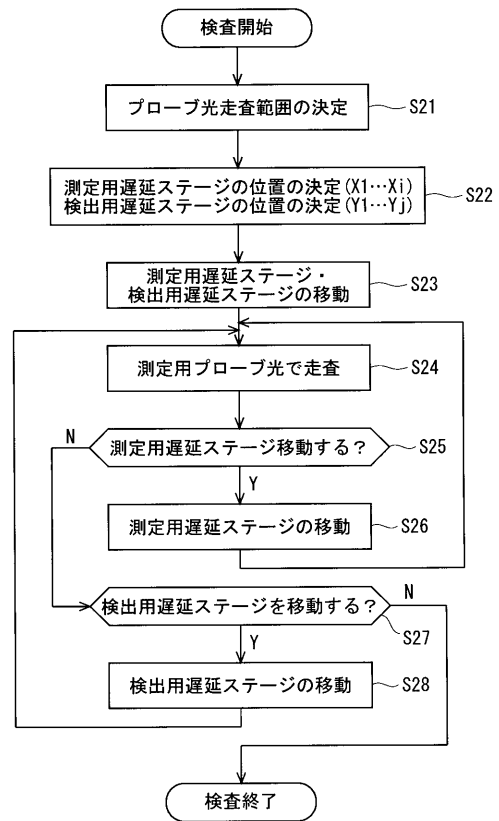 検査開始
プローブ光走査範囲の決定
S21
測定用遅延ステージの位置の決定(X1…Xi)
検出用遅延ステージの位置の決定(Y1…Yj)
S22
測定用遅延ステージ・
検出用遅延ステージの移動
S23
測定用プローブ光で走査
S24
N
測定用遅延ステージ移動する?
S25
Y
測定用遅延ステージの移動
S26
検出用遅延ステージを移動する?
N
S27
Y
検出用遅延ステージの移動
S28
検査終了